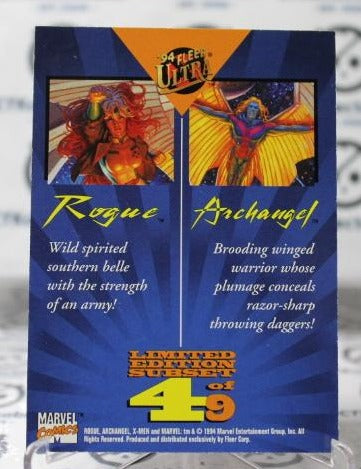 '94 FLEER
ULTRA
Rogue™
Wild spirited
southern belle
with the strength
of an army!
Archangel™
Brooding winged
warrior whose
plumage conceals
razor-sharp
throwing daggers!
LIMITED
EDITION
SUBSET
4 of 9
MARVEL
COMICS
ROGUE, ARCHANGEL, X-MEN and MARVEL: tm & © 1994 Marvel Entertainment Group, Inc. All
Rights Reserved. Produced and distributed exclusively by Fleer Corp.